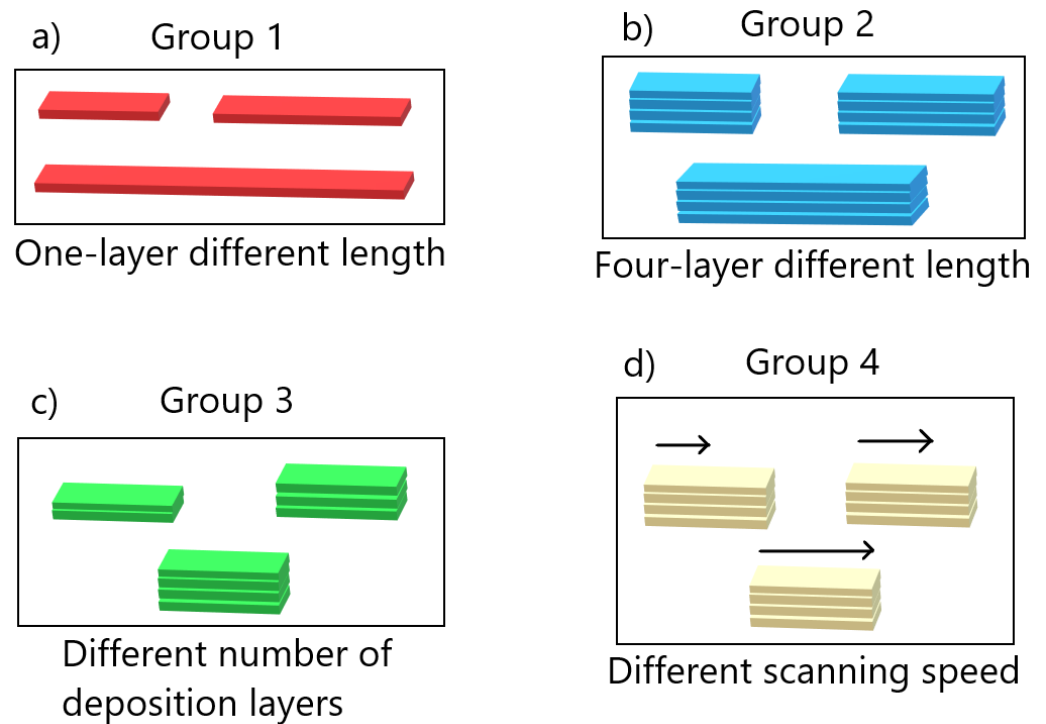 a) Group 1
One-layer different length
b) Group 2
Four-layer different length
c) Group 3
Different number of
deposition layers
d) Group 4
Different scanning speed